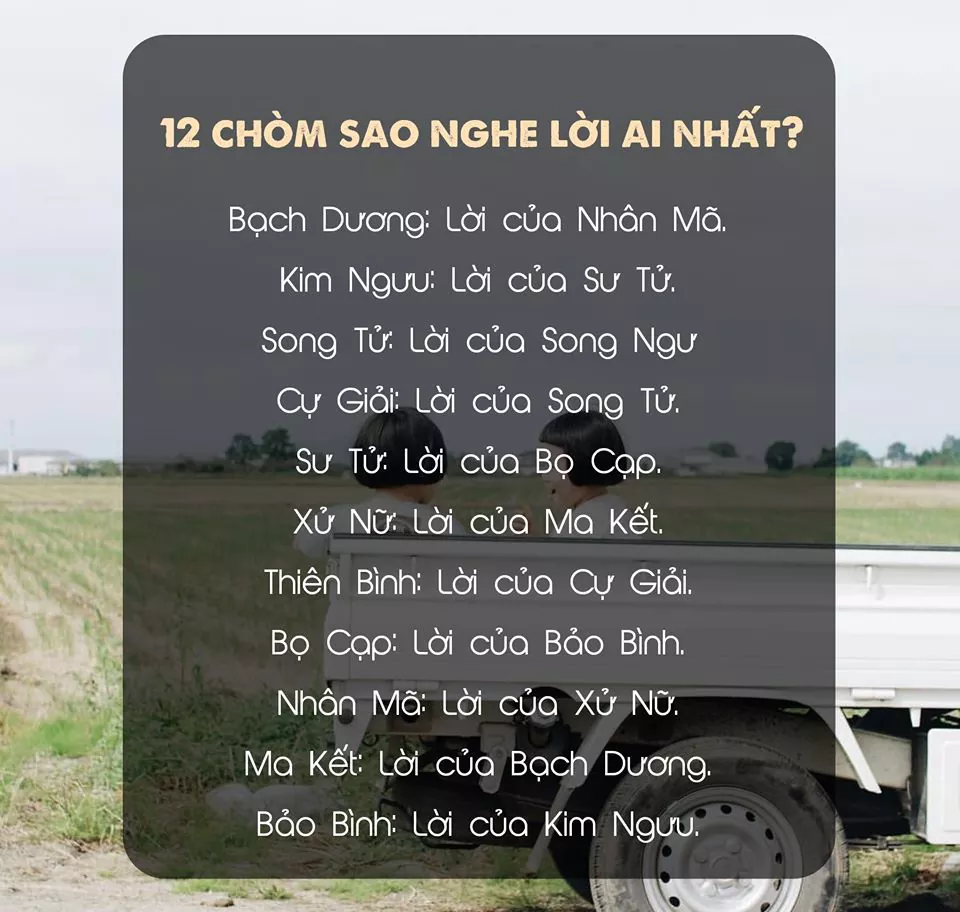 12 CHÒM SAO NGHE LỜI AI NHẤT?
Bạch Dương: Lời của Nhân Mã.
Kim Ngưu: Lời của Sư Tử.
Song Tử: Lời của Song Ngư
Cự Giải: Lời của Song Tử.
Sư Tử: Lời của Bọ Cạp.
Xử Nữ: Lời của Ma Kết.
Thiên Bình: Lời của Cự Giải.
Bọ Cạp: Lời của Bảo Bình.
Nhân Mã: Lời của Xử Nữ.
Ma Kết: Lời của Bạch Dương.
Bảo Bình: Lời của Kim Ngưu.